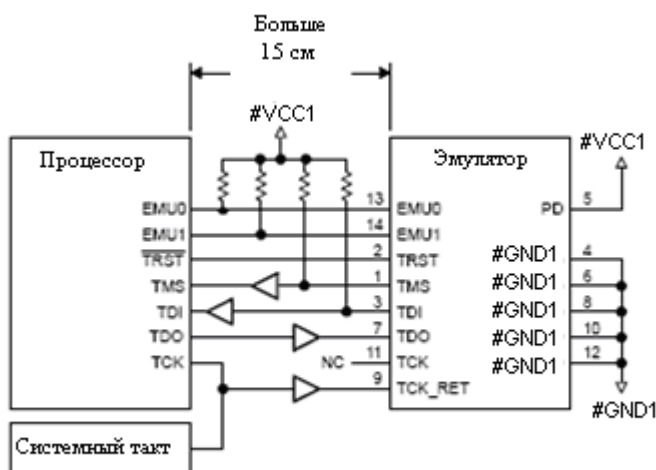 Больше
15 см
#VCC1
Процессор
Эмулятор
#VCC1
EMU0
13
EMU0
PD
5
EMU1
14
EMU1
TRST
2
TRST
#GND1
4
TMS
1
TMS
#GND1
6
TDI
3
TDI
#GND1
8
TDO
7
TDO
#GND1
10
TCK
NC
11
TCK
#GND1
12
9
TCK_RET
#GND1
Системный такт